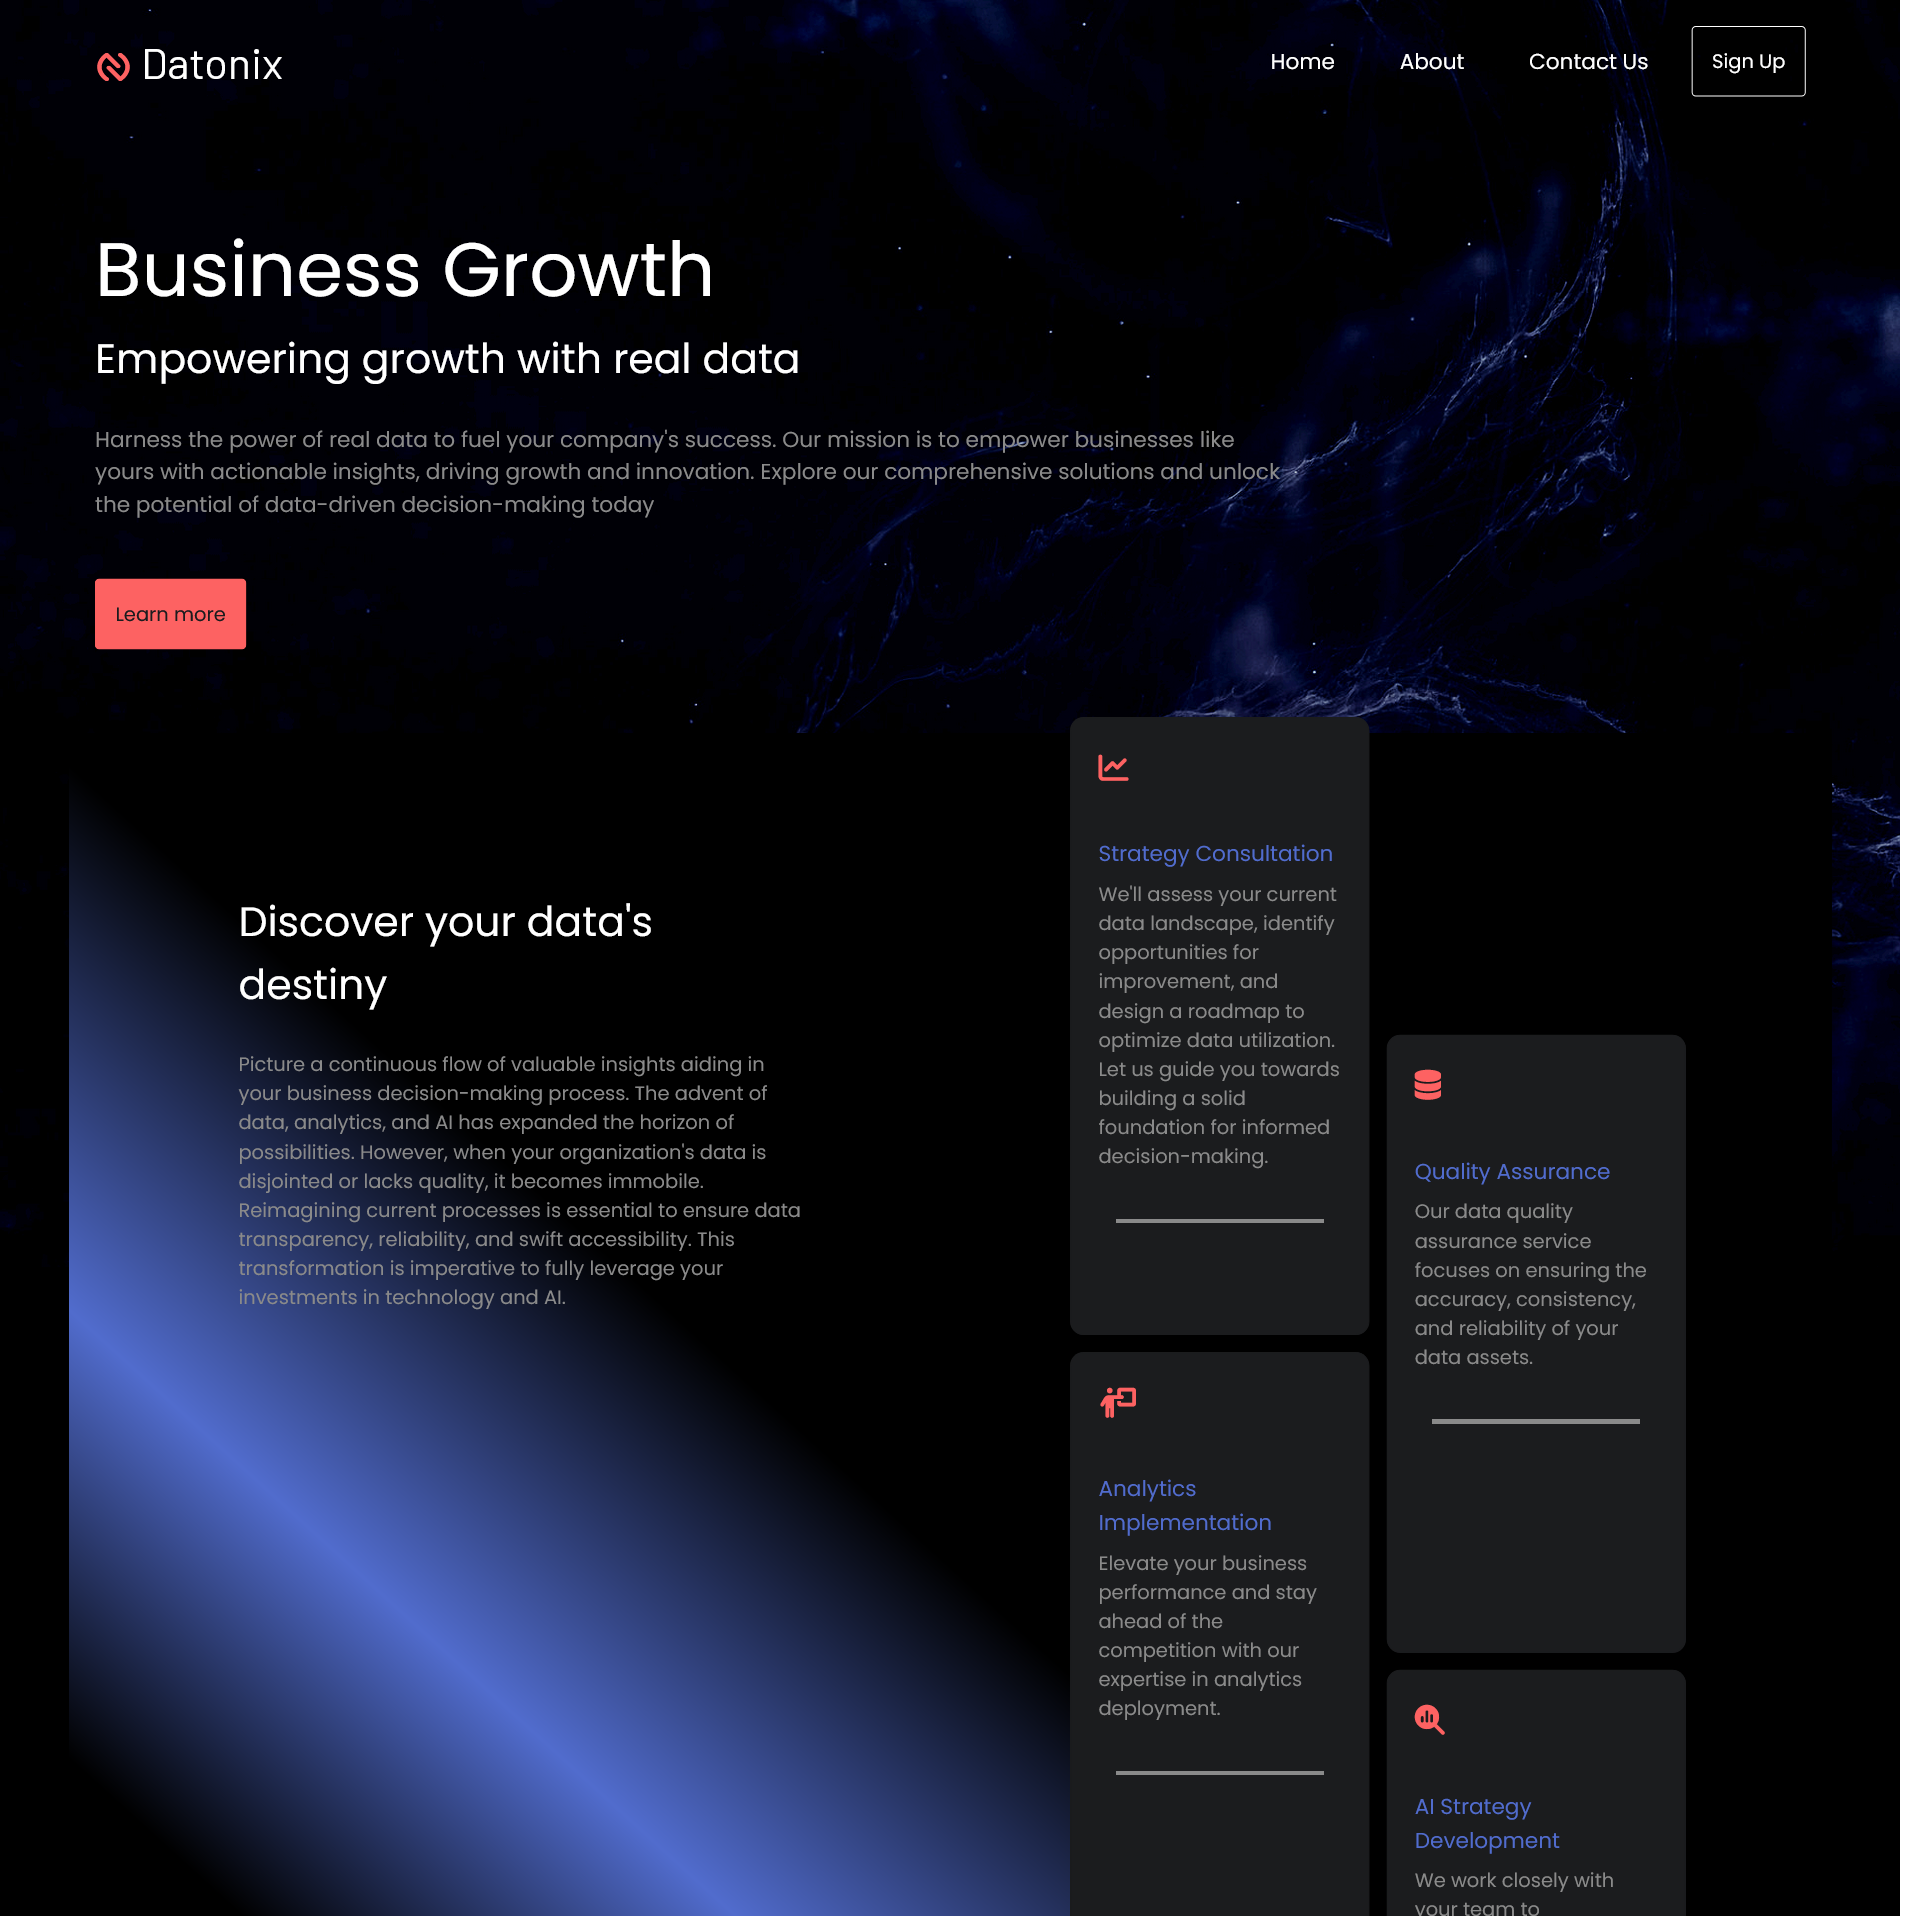 Datonix
Home
About
Contact Us
Sign Up
Business Growth
Empowering growth with real data
Harness the power of real data to fuel your company's success. Our mission is to empower businesses like
yours with actionable insights, driving growth and innovation. Explore our comprehensive solutions and unlock
the potential of data-driven decision-making today
Learn more
Discover your data's
destiny
Picture a continuous flow of valuable insights aiding in
your business decision-making process. The advent of
data, analytics, and AI has expanded the horizon of
possibilities. However, when your organization's data is
disjointed or lacks quality, it becomes immobile.
Reimagining current processes is essential to ensure data
transparency, reliability, and swift accessibility. This
transformation is imperative to fully leverage your
investments in technology and AI.
Strategy Consultation
We'll assess your current
data landscape, identify
opportunities for
improvement, and
design a roadmap to
optimize data utilization.
Let us guide you towards
building a solid
foundation for informed
decision-making.
Quality Assurance
Our data quality
assurance service
focuses on ensuring the
accuracy, consistency,
and reliability of your
data assets.
Analytics
Implementation
Elevate your business
performance and stay
ahead of the
competition with our
expertise in analytics
deployment.
AI Strategy
Development
We work closely with
your team to